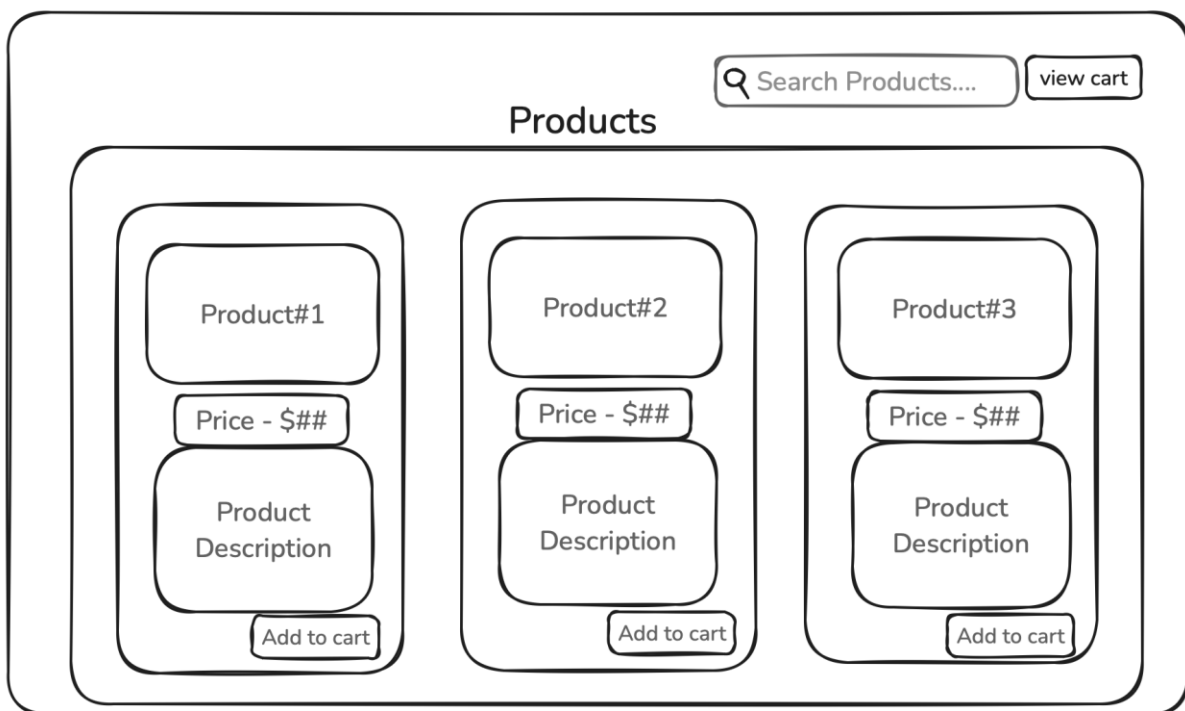 Search Products....
view cart
Products
Product#1
Price - $##
Product
Description
Add to cart
Product#2
Price - $##
Product
Description
Add to cart
Product#3
Price - $##
Product
Description
Add to cart